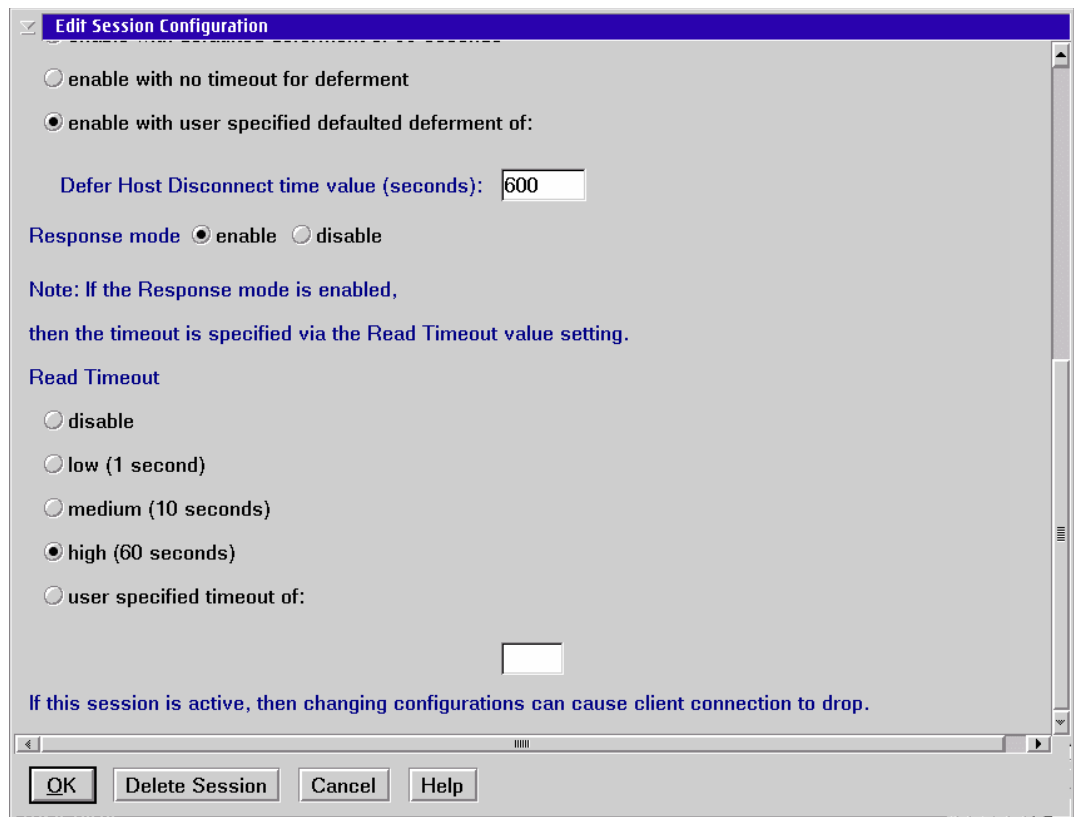 Edit Session Configuration
enable with no timeout for deferment
enable with user specified defaulted deferment of:
Defer Host Disconnect time value (seconds): 600
Response mode enable disable
Note: If the Response mode is enabled,
then the timeout is specified via the Read Timeout value setting.
Read Timeout
disable
low (1 second)
medium (10 seconds)
high (60 seconds)
user specified timeout of:
If this session is active, then changing configurations can cause client connection to drop.
OK Delete Session Cancel Help